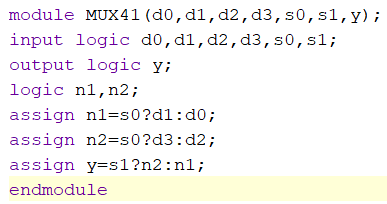 module MUX41(d0,d1,d2,d3,s0,s1,y);
input logic d0,d1,d2,d3,s0,s1;
output logic y;
logic n1,n2;
assign n1=s0?d1:d0;
assign n2=s0?d3:d2;
assign y=s1?n2:n1;
endmodule